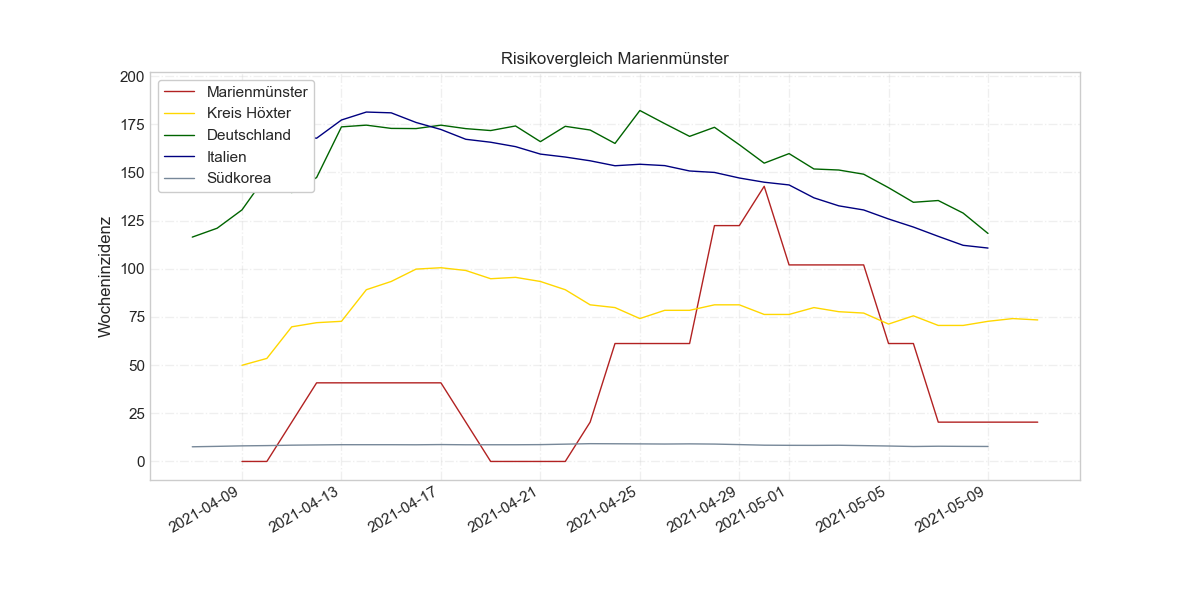 Risikovergleich Marienmünster
Wocheninzidenz
200
175
150
125
100
75
50
25
0
Marienmünster
Kreis Höxter
Deutschland
Italien
Südkorea
2021-04-09
2021-04-13
2021-04-17
2021-04-21
2021-04-25
2021-04-29
2021-05-01
2021-05-05
2021-05-09